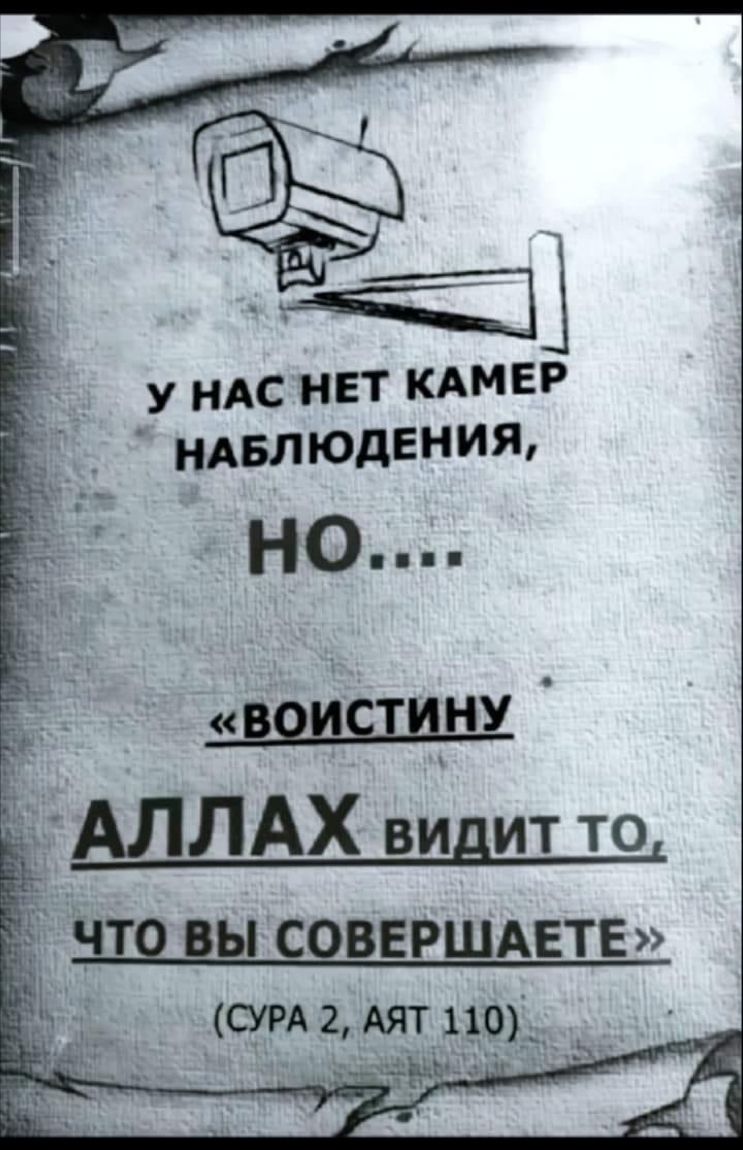 У НАС НЕТ КАМЕР
НАБЛЮДЕНИЯ,
НО....
«ВОИСТИНУ
АЛЛАХ ВИДИТ ТО,
ЧТО ВЫ СОВЕРШАЕТЕ»
(СУРА 2, АЯТ 110)